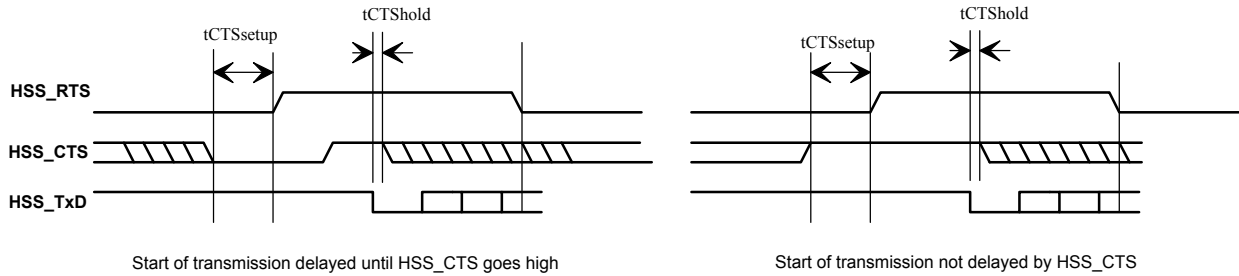 tCTShold
tCTShold
tCTSsetup
tCTSsetup
HSS_RTS
HSS_CTS
HSS_TxD
Start of transmission delayed until HSS_CTS goes high
Start of transmission not delayed by HSS_CTS